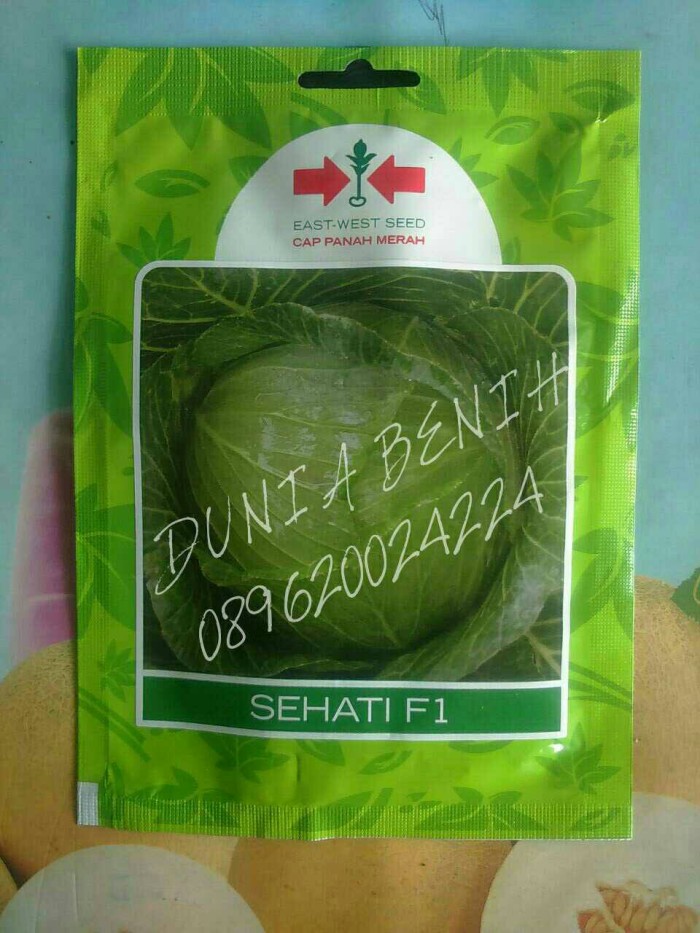 EAST-WEST SEED
CAP PANAH MERAH
DUNIA BENIH
089620024224
SEHATI F1